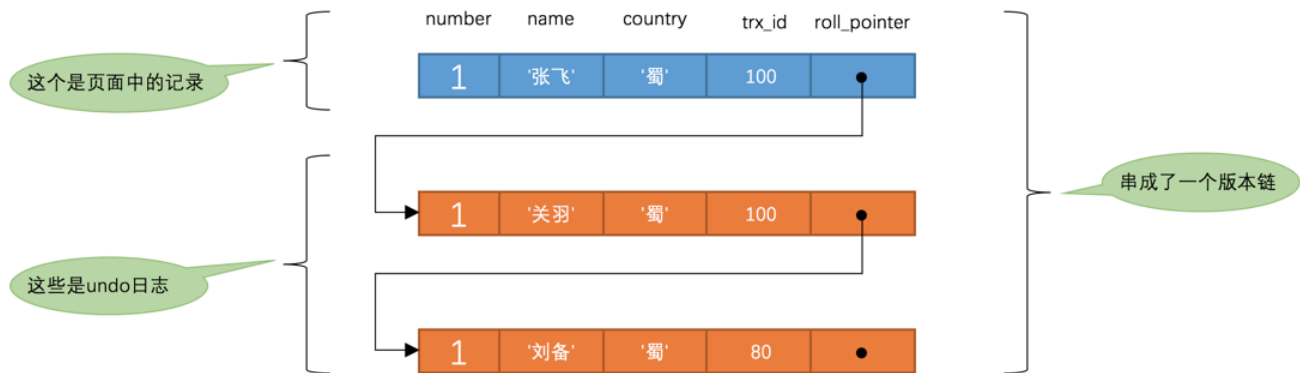 number name country trx_id roll_pointer
这个是页面中的记录
1 '张飞' '蜀' 100
串成了一个版本链
1 '关羽' '蜀' 100
这些是undo日志
1 '刘备' '蜀' 80